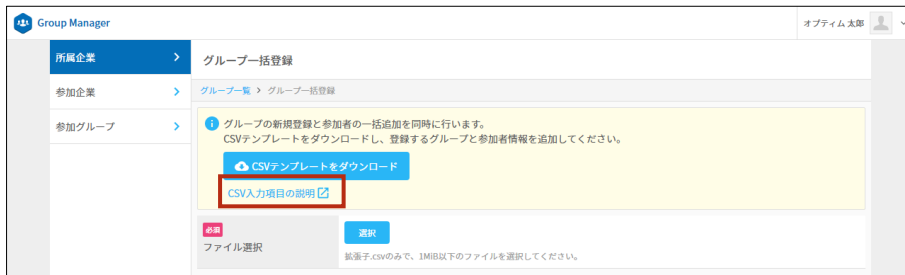 Group Manager
オプティム 太郎
所属企業
参加企業
参加グループ
グループ一括登録
グループ一覧 > グループ一括登録
グループの新規登録と参加者の一括追加を同時に行います。
CSVテンプレートをダウンロードし、登録するグループと参加者情報を追加してください。
CSVテンプレートをダウンロード
CSV入力項目の説明
必須
ファイル選択
選択
拡張子.csvのみで、1MiB以下のファイルを選択してください。